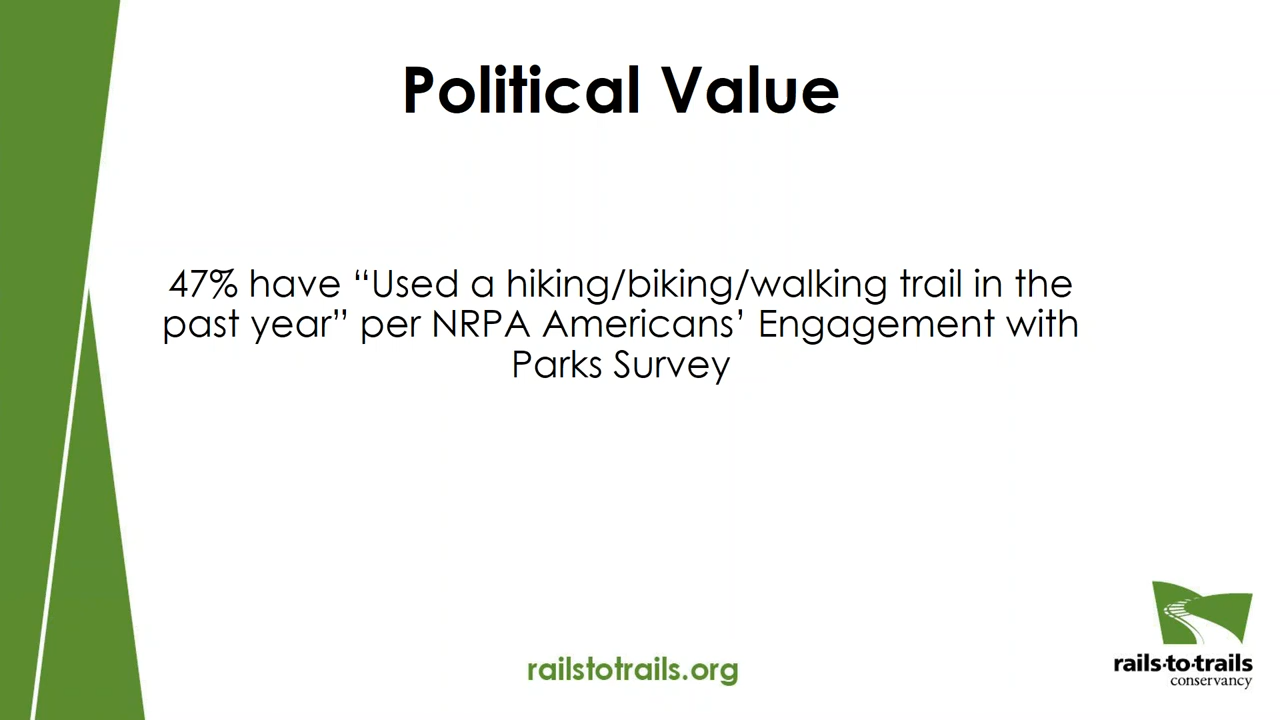 Political Value
47% have “Used a hiking/biking/walking trail in the
past year” per NRPA Americans’ Engagement with
Parks Survey
railstotrails.org
rails·to·trails
conservancy